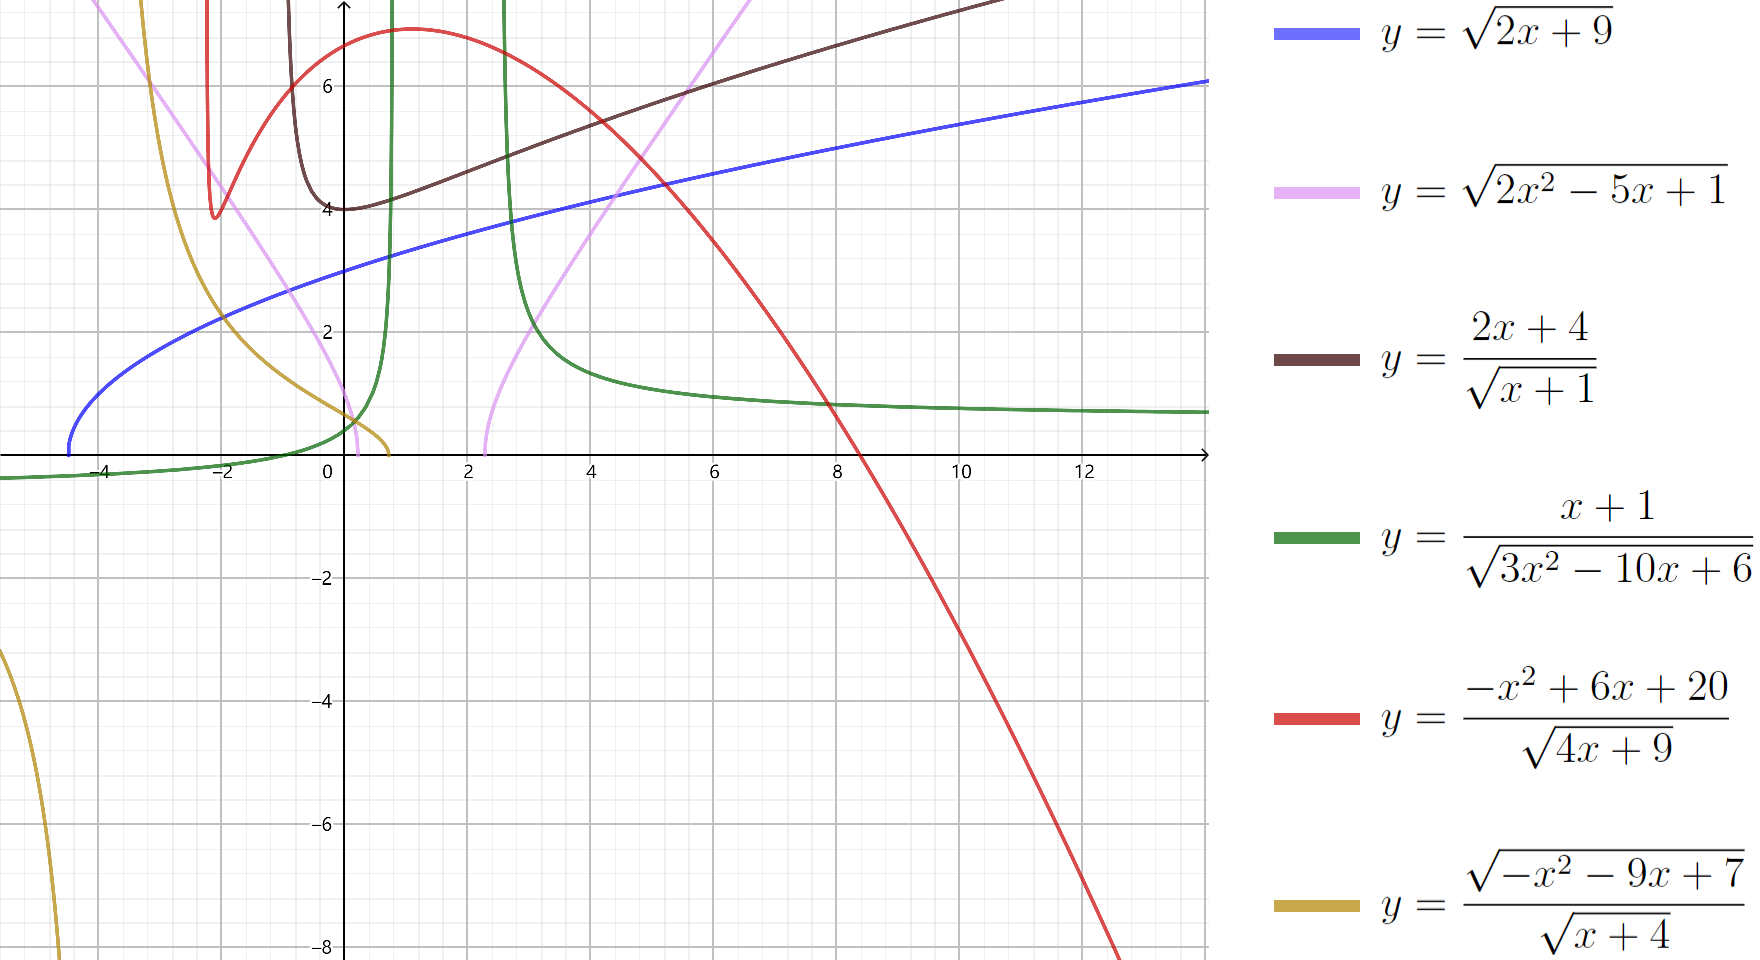 6
4
2
−4 −2 0 2 4 6 8 10 12
−2
−4
−6
−8
y = √(2x + 9)
y = √(2x² − 5x + 1)
y = (2x + 4)/√(x + 1)
y = (x + 1)/√(3x² − 10x + 6)
y = (−x² + 6x + 20)/√(4x + 9)
y = √(−x² − 9x + 7)/√(x + 4)